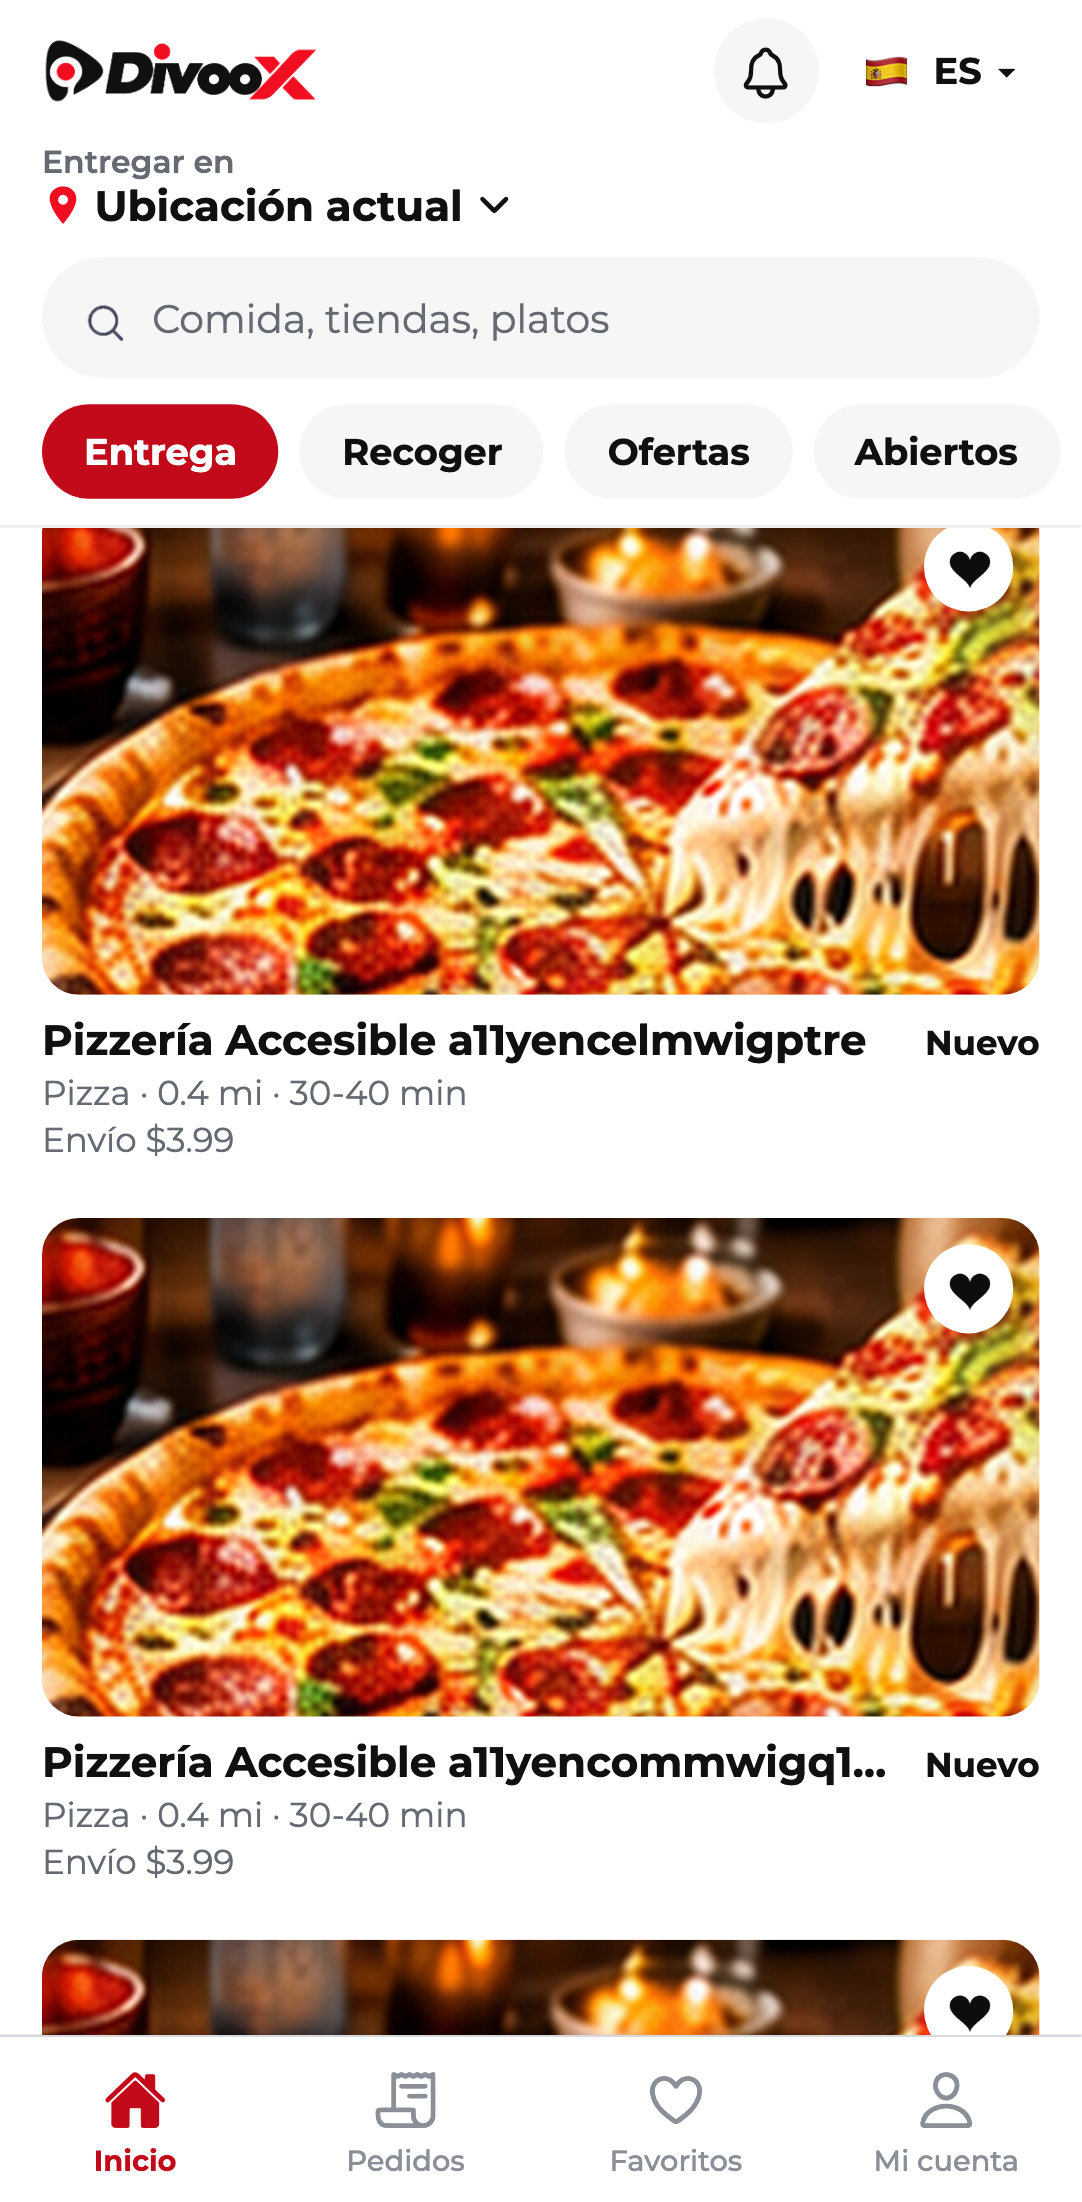 DivooX
ES
Entregar en
Ubicación actual
Comida, tiendas, platos
Entrega
Recoger
Ofertas
Abiertos
Pizzería Accesible a11yencelmwigptre
Nuevo
Pizza · 0.4 mi · 30-40 min
Envío $3.99
Pizzería Accesible a11yencommwigq1...
Nuevo
Pizza · 0.4 mi · 30-40 min
Envío $3.99
Inicio
Pedidos
Favoritos
Mi cuenta